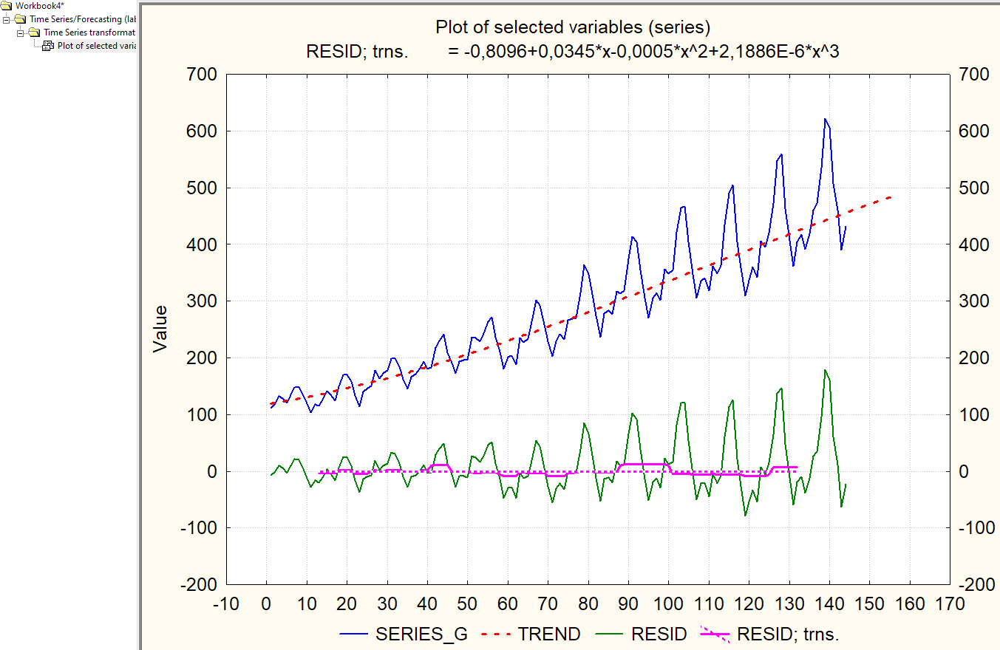 Workbook4*
Time Series/Forecasting (lab
Time Series transformat
Plot of selected varia
Plot of selected variables (series)
RESID; trns. = -0,8096+0,0345*x-0,0005*x^2+2,1886E-6*x^3
700 700
600 600
500 500
400 400
300 300
200 200
100 100
0 0
-100 -100
-200 -200
Value
-10 0 10 20 30 40 50 60 70 80 90 100 110 120 130 140 150 160 170
SERIES_G TREND RESID RESID; trns.